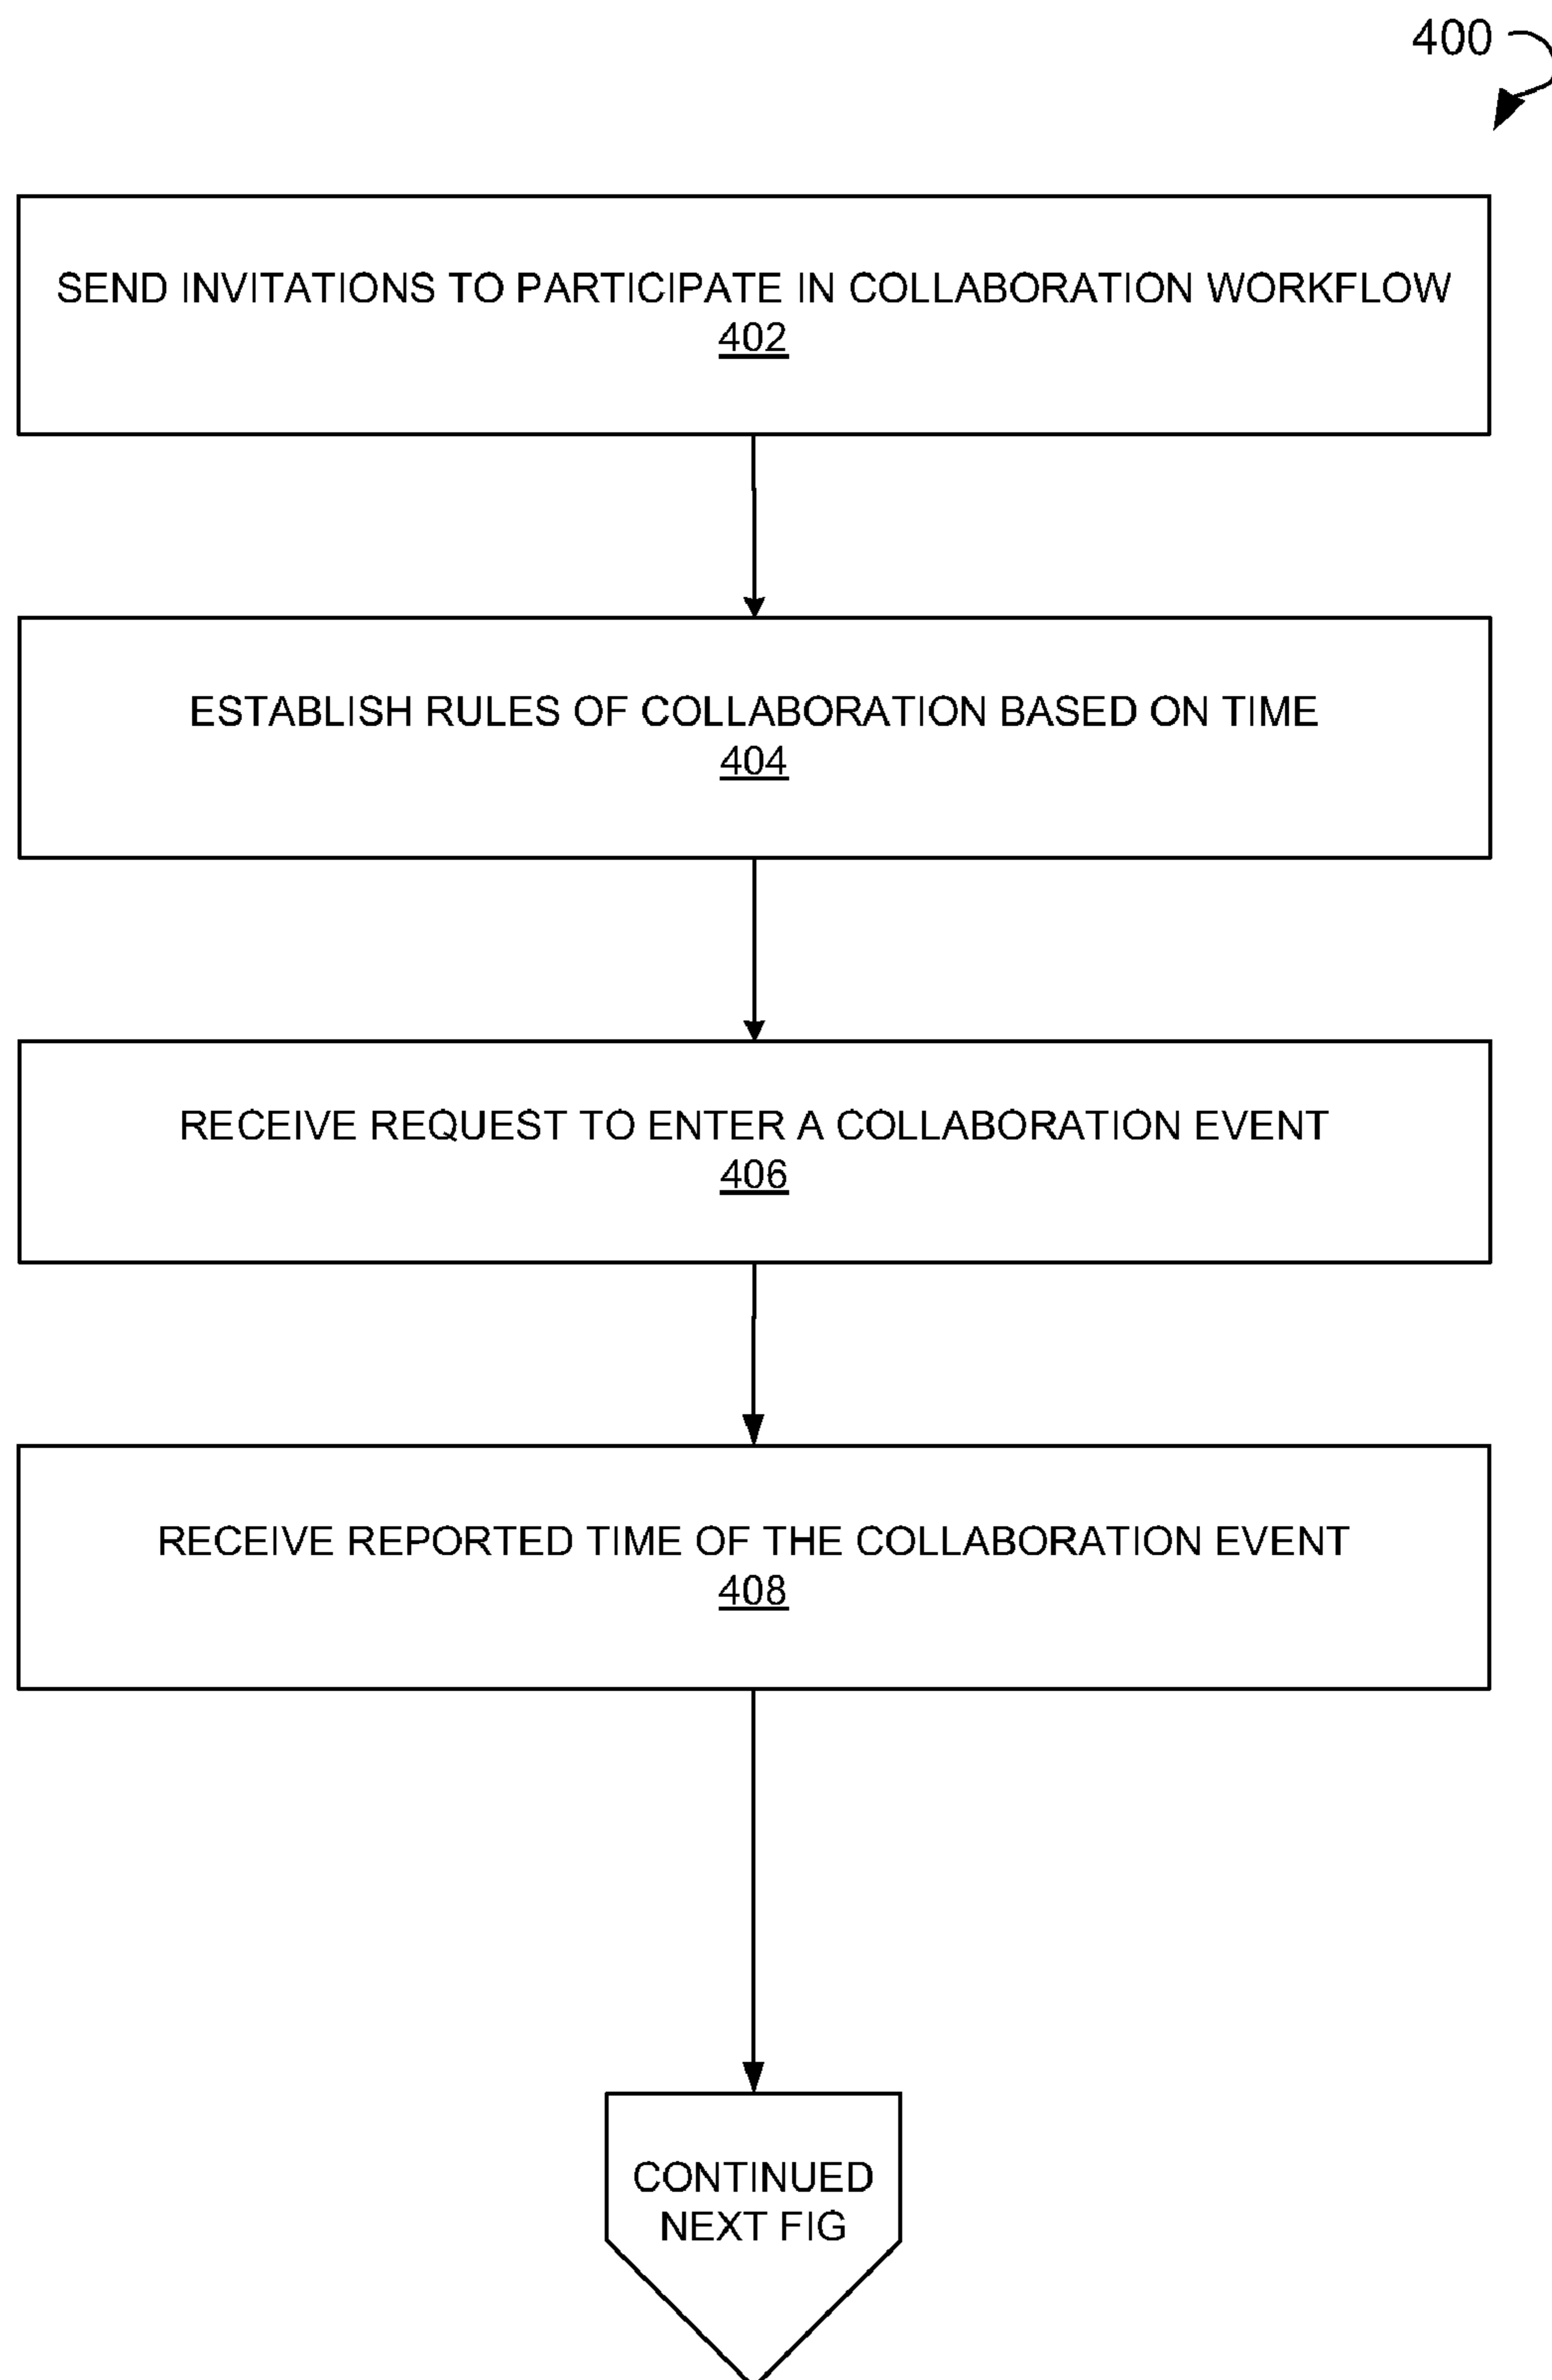 400
SEND INVITATIONS TO PARTICIPATE IN COLLABORATION WORKFLOW
402
ESTABLISH RULES OF COLLABORATION BASED ON TIME
404
RECEIVE REQUEST TO ENTER A COLLABORATION EVENT
406
RECEIVE REPORTED TIME OF THE COLLABORATION EVENT
408
CONTINUED
NEXT FIG